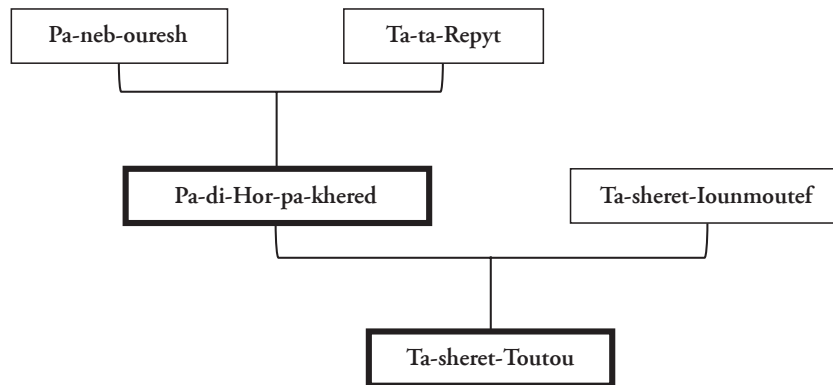 Pa-neb-ouresh
Ta-ta-Repyt
Pa-di-Hor-pa-khered
Ta-sheret-Iounmoutef
Ta-sheret-Toutou